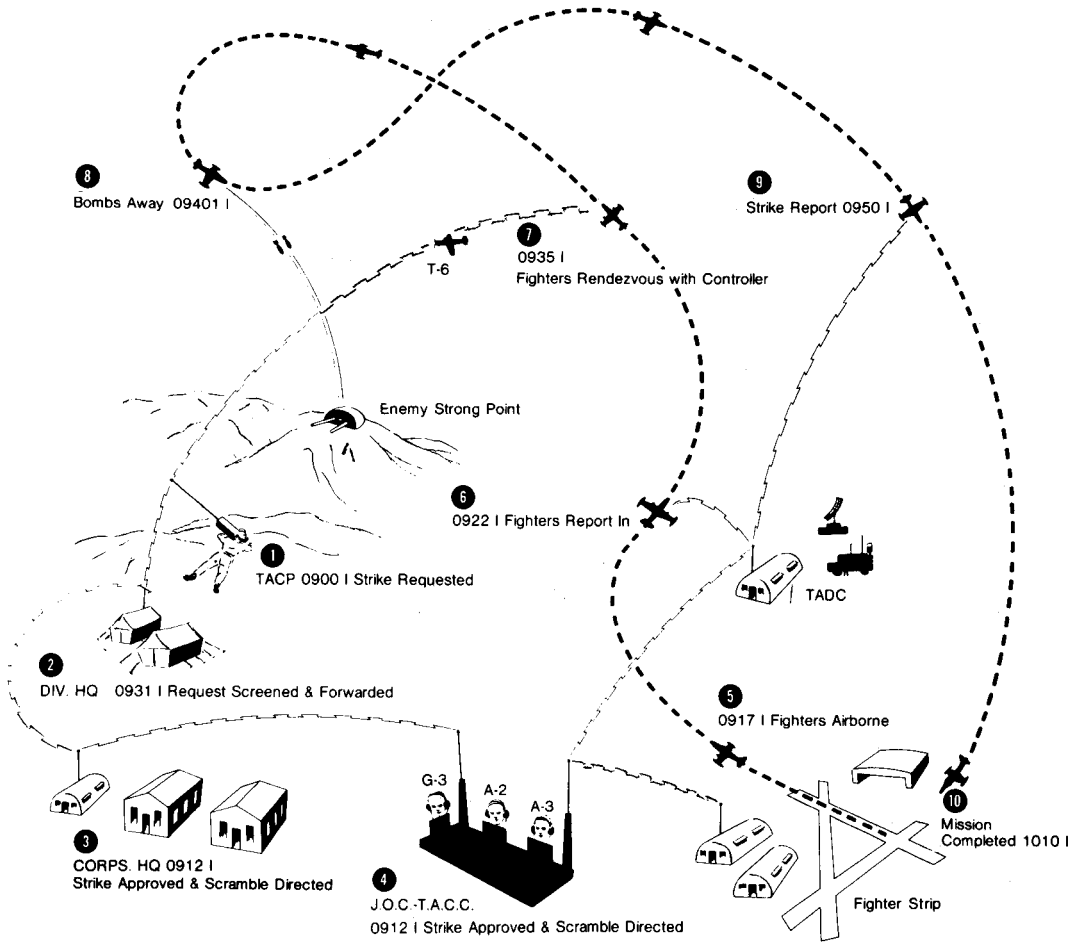 8
Bombs Away 09401 I
9
Strike Report 0950 I
T-6
7
0935 I
Fighters Rendezvous with Controller
Enemy Strong Point
6
0922 I Fighters Report In
1
TACP 0900 I Strike Requested
TADC
2
DIV. HQ 0931 I Request Screened & Forwarded
5
0917 I Fighters Airborne
G-3
A-2
A-3
3
CORPS. HQ 0912 I
Strike Approved & Scramble Directed
4
J.O.C.-T.A.C.C.
0912 I Strike Approved & Scramble Directed
10
Mission
Completed 1010 I
Fighter Strip